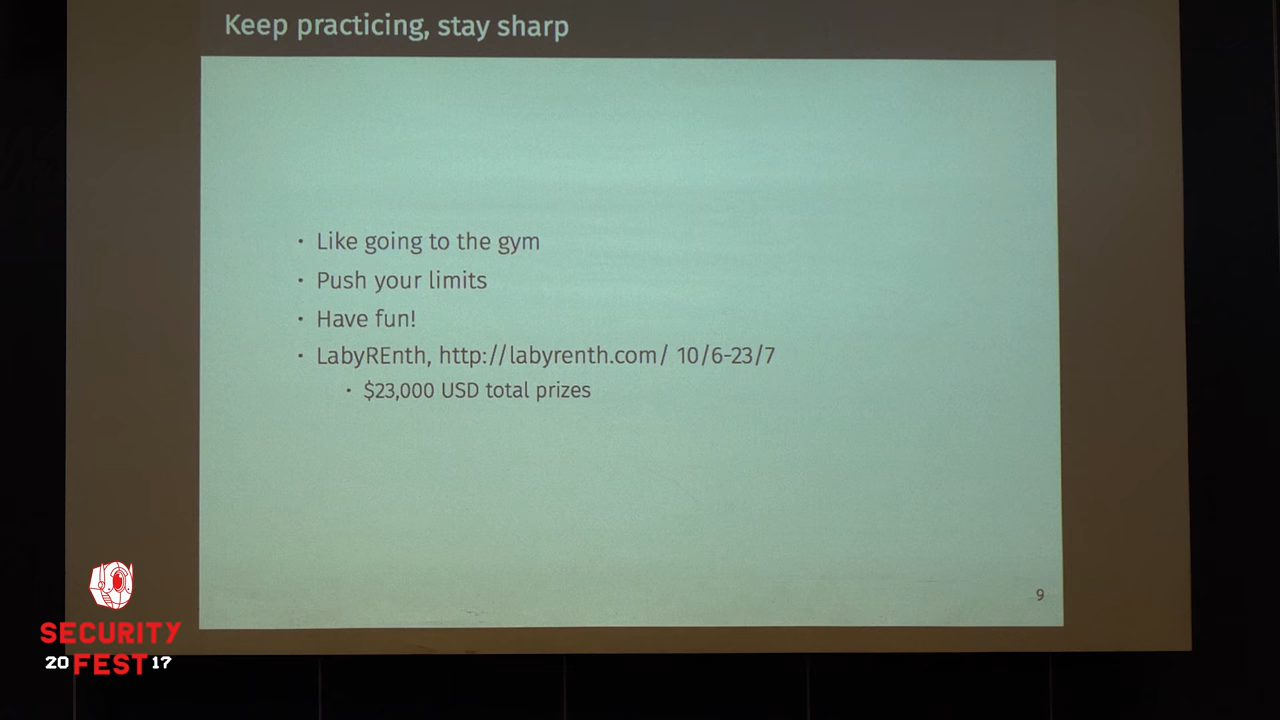 Keep practicing, stay sharp
• Like going to the gym
• Push your limits
• Have fun!
• LabyREnth, http://labyrenth.com/ 10/6-23/7
• $23,000 USD total prizes
9
SECURITY
20 FEST 17